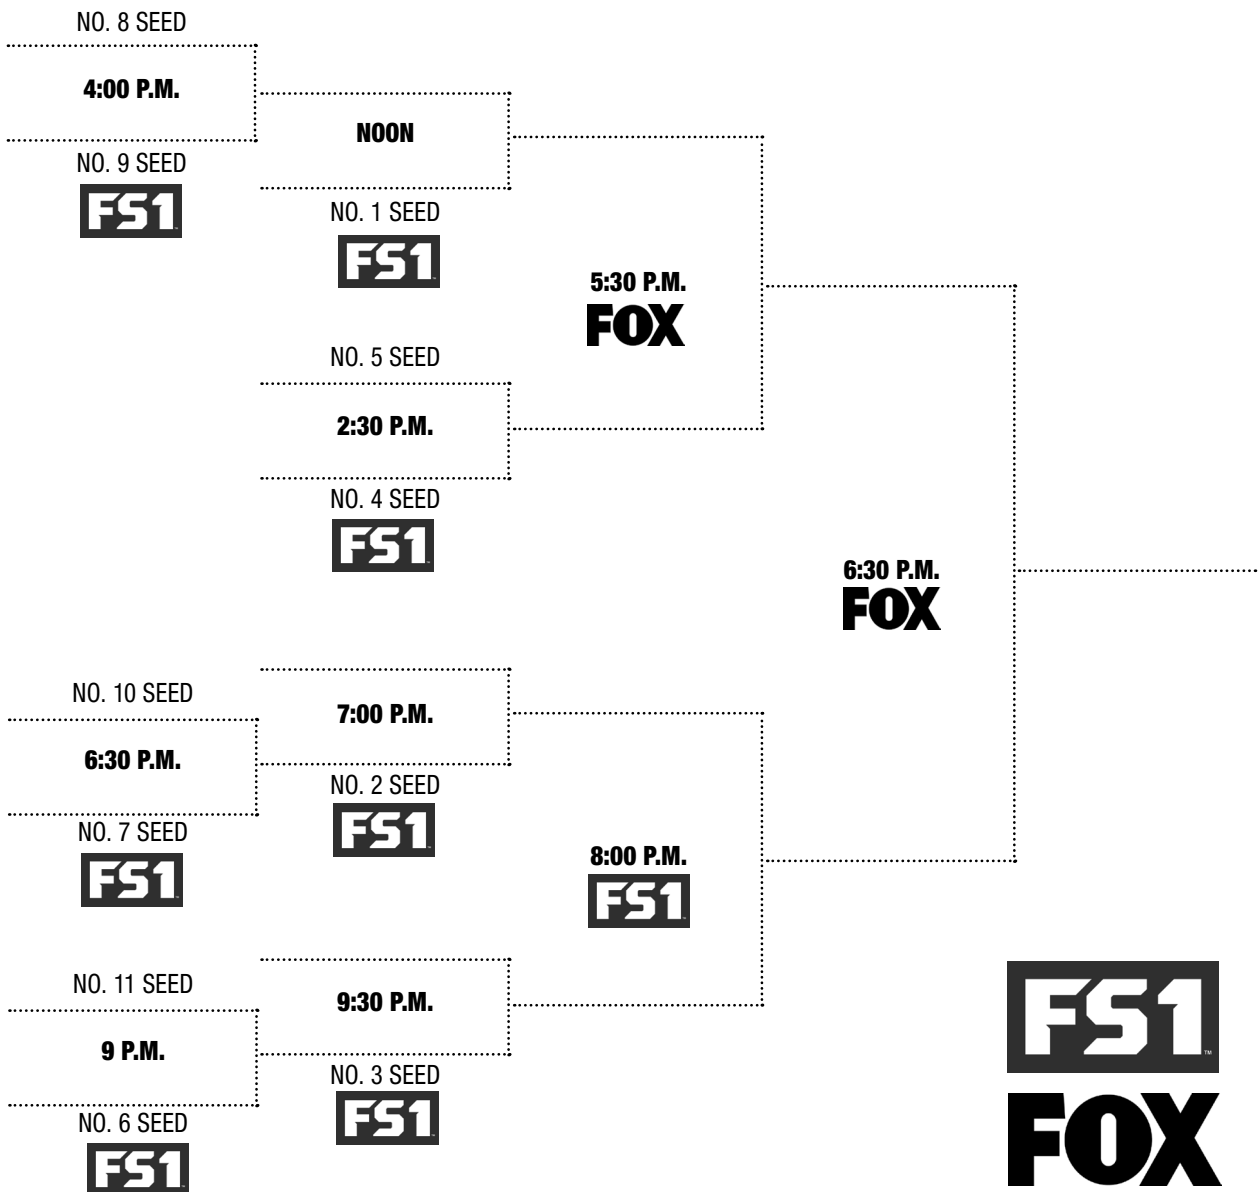 NO. 8 SEED
4:00 P.M.
NO. 9 SEED
FS1
NOON
NO. 1 SEED
FS1
5:30 P.M.
FOX
NO. 5 SEED
2:30 P.M.
NO. 4 SEED
FS1
6:30 P.M.
FOX
NO. 10 SEED
6:30 P.M.
NO. 7 SEED
FS1
7:00 P.M.
NO. 2 SEED
FS1
8:00 P.M.
FS1
NO. 11 SEED
9 P.M.
NO. 6 SEED
FS1
9:30 P.M.
NO. 3 SEED
FS1
FS1™
FOX